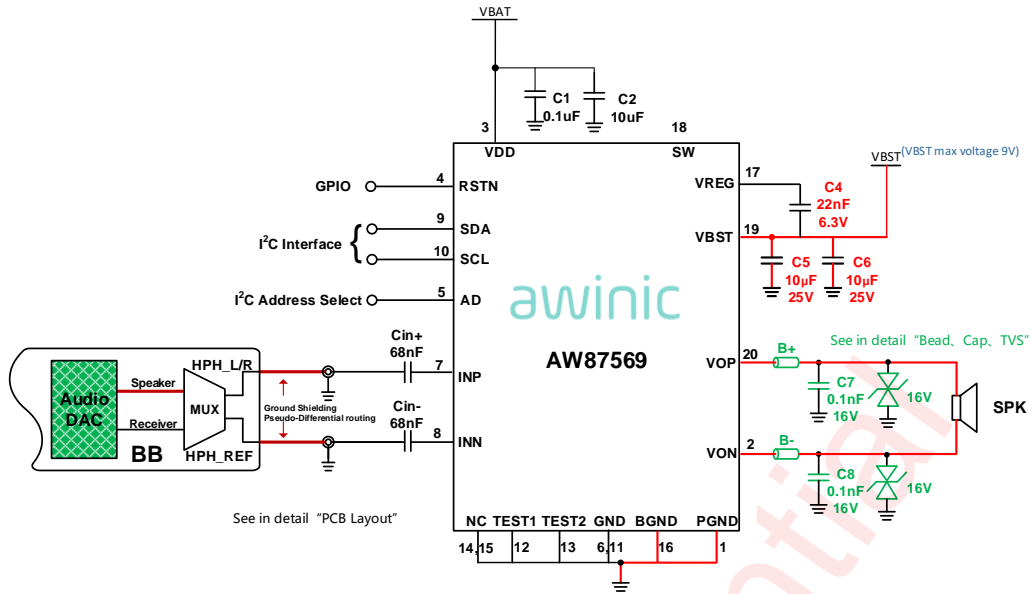 VBAT
C1
0.1uF
C2
10uF
3
18
VDD
SW
VBST
(VBST max voltage 9V)
GPIO
4
RSTN
VREG
17
C4
22nF
6.3V
I²C Interface
{
9
SDA
10
SCL
VBST
19
C5
10μF
25V
C6
10μF
25V
I²C Address Select
5
AD
awinic
AW87569
See in detail “Bead、Cap、TVS”
VOP
20
B+
C7
0.1nF
16V
16V
SPK
VON
2
B-
C8
0.1nF
16V
16V
Cin+
68nF
7
INP
Cin-
68nF
8
INN
HPH_L/R
Audio
DAC
Speaker
MUX
Receiver
BB
HPH_REF
Ground Shielding
Pseudo-Differential routing
See in detail “PCB Layout”
NC TEST1 TEST2 GND BGND PGND
14,15 12 13 6,11 16 1